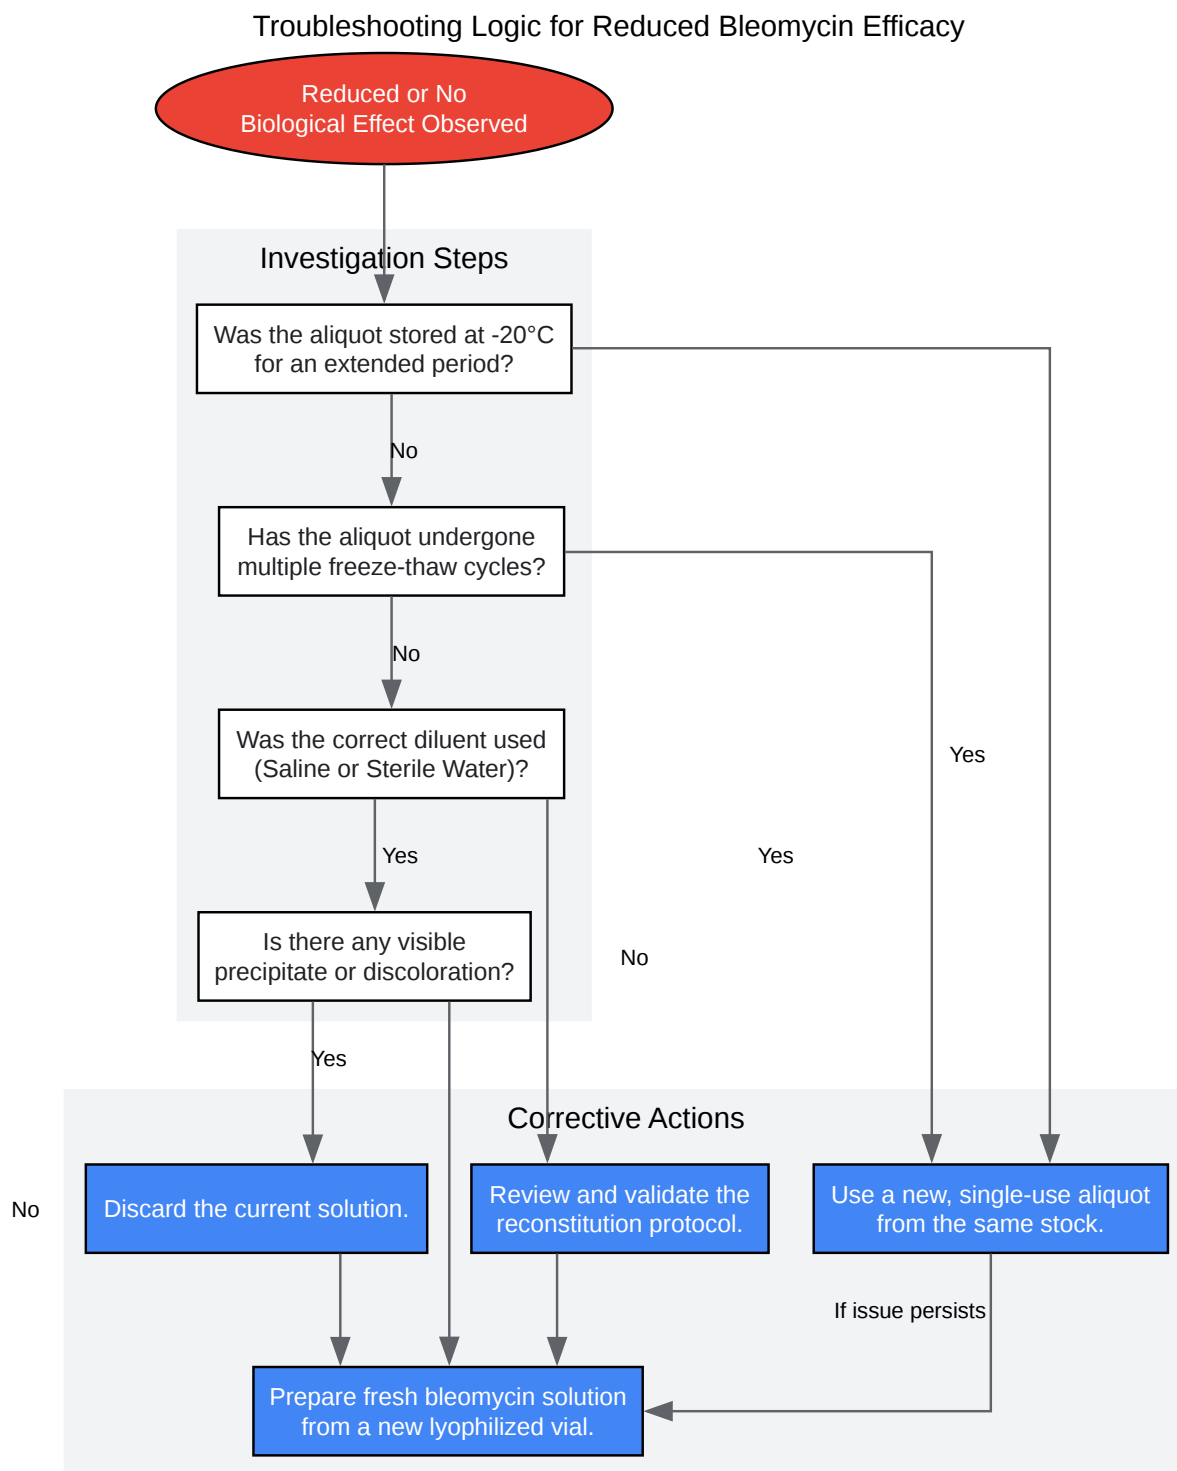 Troubleshooting Logic for Reduced Bleomycin Efficacy
Reduced or No
Biological Effect Observed
Investigation Steps
Was the aliquot stored at -20°C
for an extended period?
No
Has the aliquot undergone
multiple freeze-thaw cycles?
No
Was the correct diluent used
(Saline or Sterile Water)?
Yes
Yes
Yes
Is there any visible
precipitate or discoloration?
No
Yes
Corrective Actions
No
Discard the current solution.
Review and validate the
reconstitution protocol.
Use a new, single-use aliquot
from the same stock.
If issue persists
Prepare fresh bleomycin solution
from a new lyophilized vial.